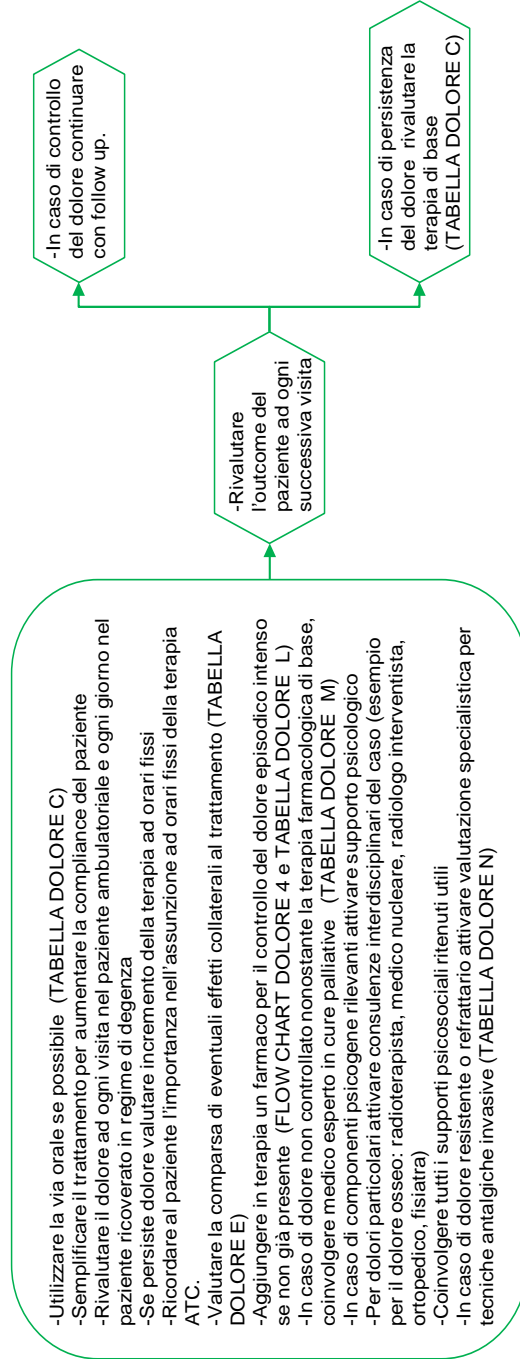 -Utilizzare la via orale se possibile (TABELLA DOLORE C)
-Semplificare il trattamento per aumentare la compliance del paziente
-Rivalutare il dolore ad ogni visita nel paziente ambulatoriale e ogni giorno nel
paziente ricoverato in regime di degenza
-Se persiste dolore valutare incremento della terapia ad orari fissi
-Ricordare al paziente l'importanza nell'assunzione ad orari fissi della terapia
ATC.
-Valutare la comparsa di eventuali effetti collaterali al trattamento (TABELLA
DOLORE E)
-Aggiungere in terapia un farmaco per il controllo del dolore episodico intenso
se non già presente (FLOW CHART DOLORE 4 e TABELLA DOLORE L)
-In caso di dolore non controllato nonostante la terapia farmacologica di base,
coinvolgere medico esperto in cure palliative (TABELLA DOLORE M)
-In caso di componenti psicogene rilevanti attivare supporto psicologico
-Per dolori particolari attivare consulenze interdisciplinari del caso (esempio
per il dolore osseo: radioterapista, medico nucleare, radiologo interventista,
ortopedico, fisiatra)
-Coinvolgere tutti i supporti psicosociali ritenuti utili
-In caso di dolore resistente o refrattario attivare valutazione specialistica per
tecniche antalgiche invasive (TABELLA DOLORE N)
-Rivalutare
l'outcome del
paziente ad ogni
successiva visita
-In caso di controllo
del dolore continuare
con follow up.
-In caso di persistenza
del dolore rivalutare la
terapia di base
(TABELLA DOLORE C)